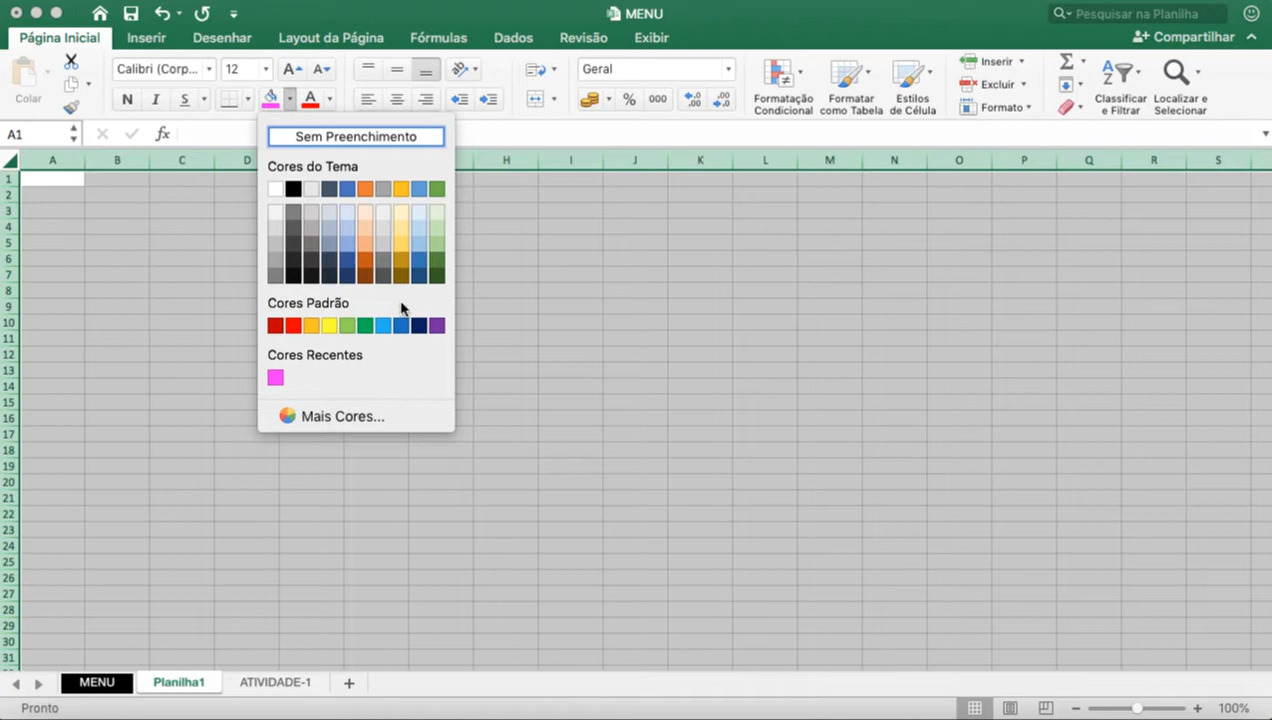 MENU
Pesquisar na Planilha
Página Inicial Inserir Desenhar Layout da Página Fórmulas Dados Revisão Exibir Compartilhar
Colar
Calibri (Corp... 12
N I S A
Geral
% 000
Formatação Condicional
Formatar como Tabela
Estilos de Célula
Inserir
Excluir
Formato
Classificar e Filtrar
Localizar e Selecionar
A1 fx
Sem Preenchimento
Cores do Tema
Cores Padrão
Cores Recentes
Mais Cores...
A B C D H I J K L M N O P Q R S
1
2
3
4
5
6
7
8
9
10
11
12
13
14
15
16
17
18
19
20
21
22
23
24
25
26
27
28
29
30
31
MENU Planilha1 ATIVIDADE-1
Pronto 100%